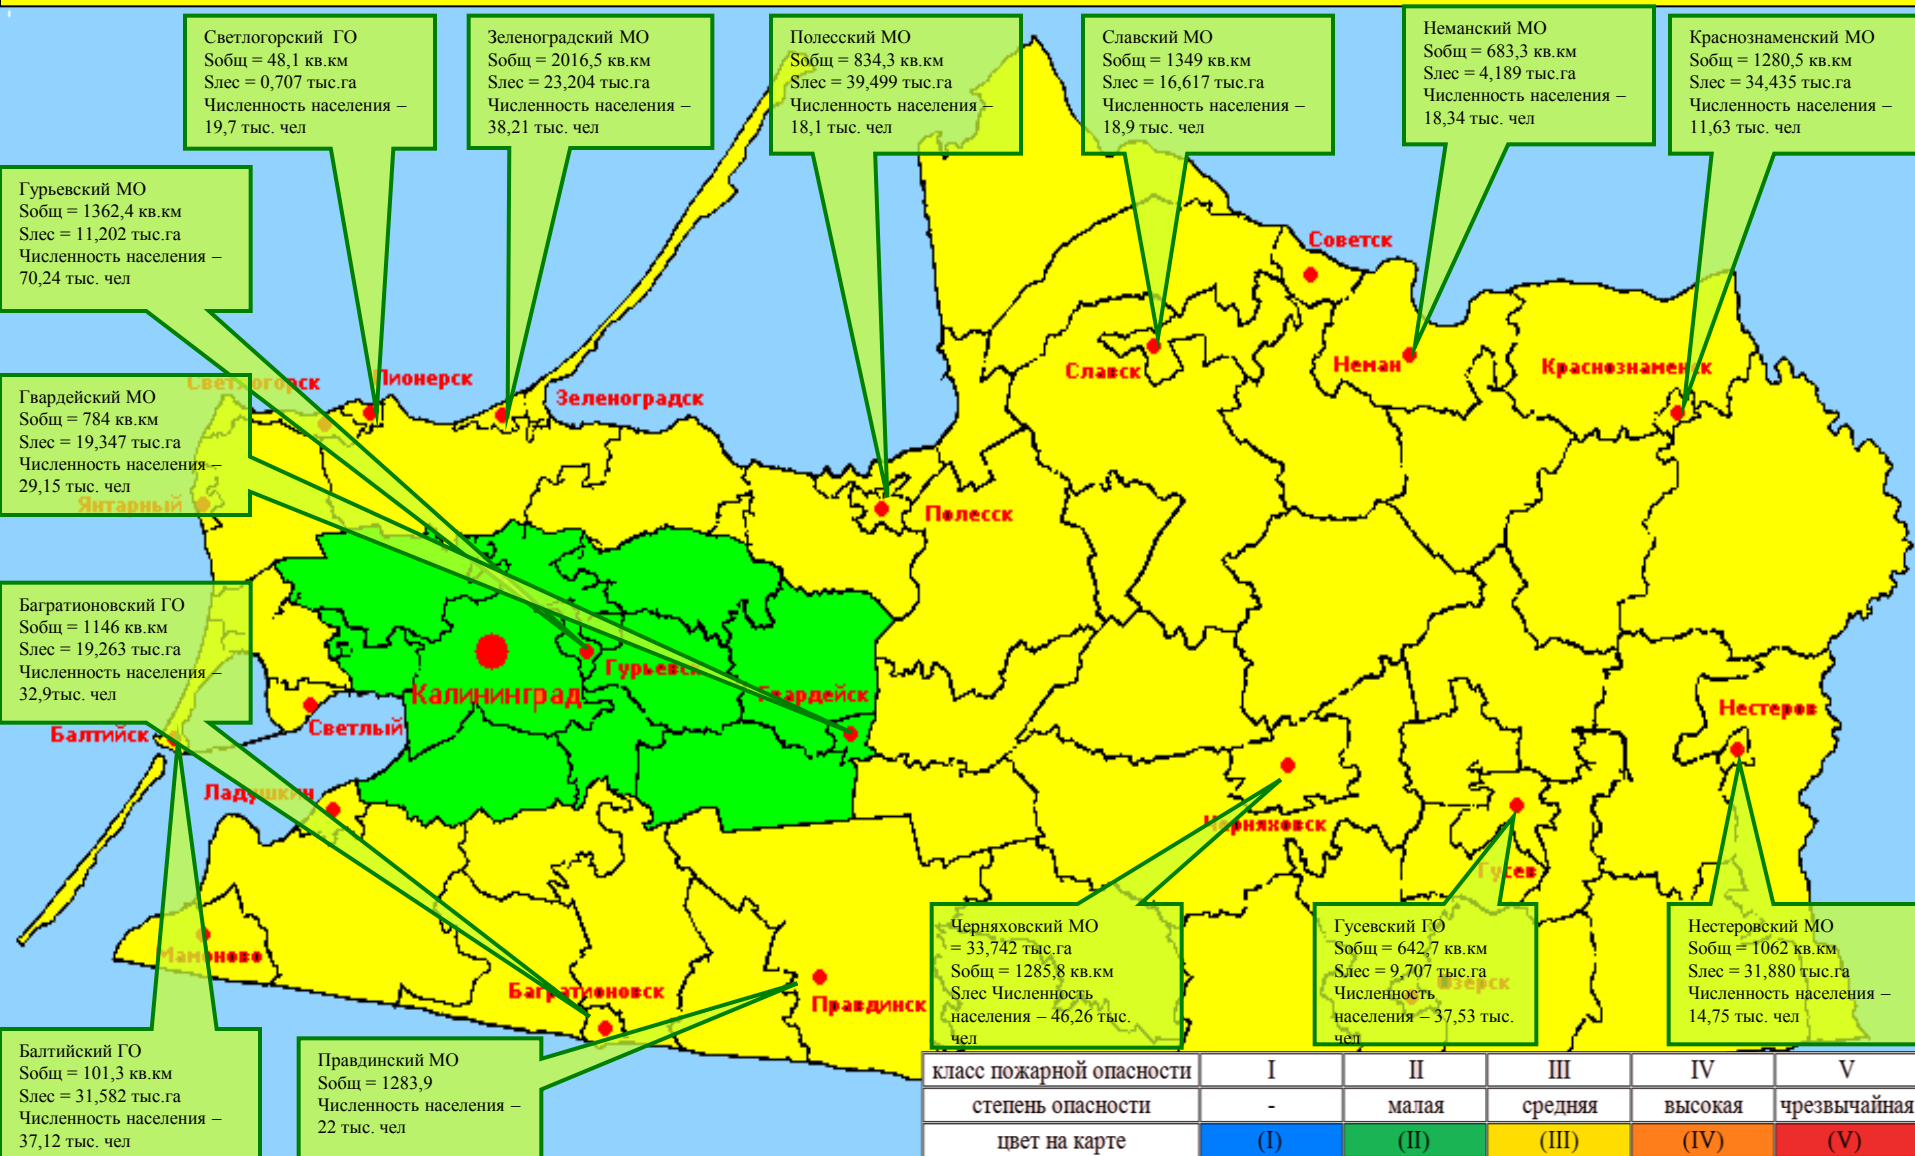 Светлогорский ГО
Sобщ = 48,1 кв.км
Sлес = 0,707 тыс.га
Численность населения –
19,7 тыс. чел
Зеленоградский МО
Sобщ = 2016,5 кв.км
Sлес = 23,204 тыс.га
Численность населения –
38,21 тыс. чел
Полесский МО
Sобщ = 834,3 кв.км
Sлес = 39,499 тыс.га
Численность населения –
18,1 тыс. чел
Славский МО
Sобщ = 1349 кв.км
Sлес = 16,617 тыс.га
Численность населения –
18,9 тыс. чел
Неманский МО
Sобщ = 683,3 кв.км
Sлес = 4,189 тыс.га
Численность населения –
18,34 тыс. чел
Краснознаменский МО
Sобщ = 1280,5 кв.км
Sлес = 34,435 тыс.га
Численность населения –
11,63 тыс. чел
Гурьевский МО
Sобщ = 1362,4 кв.км
Sлес = 11,202 тыс.га
Численность населения –
70,24 тыс. чел
Советск
Славск
Неман
Краснознаменск
Светлогорск
Пионерск
Зеленоградск
Гвардейский МО
Sобщ = 784 кв.км
Sлес = 19,347 тыс.га
Численность населения –
29,15 тыс. чел
Янтарный
Полесск
Багратионовский ГО
Sобщ = 1146 кв.км
Sлес = 19,263 тыс.га
Численность населения –
32,9тыс. чел
Гурьевск
Калининград
Гвардейск
Нестеров
Светлый
Балтийск
Ладушкин
Черняховск
Гусев
Мамоново
Багратионовск
Правдинск
Озерск
Черняховский МО
= 33,742 тыс.га
Sобщ = 1285,8 кв.км
Sлес Численность
населения – 46,26 тыс.
чел
Гусевский ГО
Sобщ = 642,7 кв.км
Sлес = 9,707 тыс.га
Численность
населения – 37,53 тыс.
чел
Нестеровский МО
Sобщ = 1062 кв.км
Sлес = 31,880 тыс.га
Численность населения –
14,75 тыс. чел
Балтийский ГО
Sобщ = 101,3 кв.км
Sлес = 31,582 тыс.га
Численность населения –
37,12 тыс. чел
Правдинский МО
Sобщ = 1283,9
Численность населения –
22 тыс. чел
класс пожарной опасности I II III IV V
степень опасности - малая средняя высокая чрезвычайная
цвет на карте (I) (II) (III) (IV) (V)